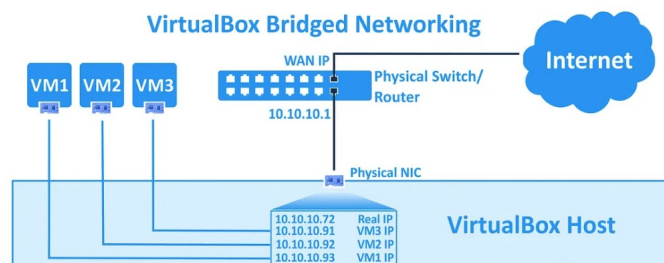 VirtualBox Bridged Networking
WAN IP
Internet
VM1 VM2 VM3
Physical Switch/
Router
10.10.10.1
Physical NIC
10.10.10.72 Real IP
10.10.10.91 VM3 IP
10.10.10.92 VM2 IP
10.10.10.93 VM1 IP
VirtualBox Host